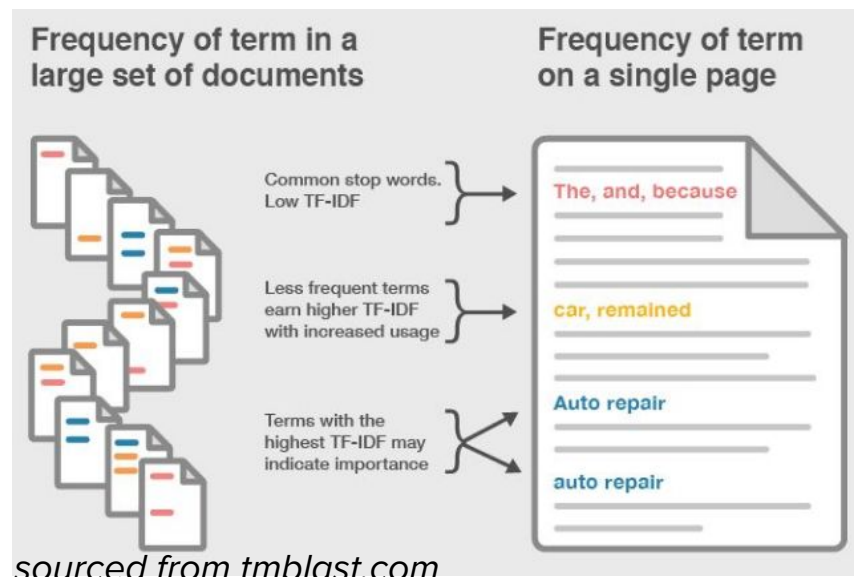 Frequency of term in a
large set of documents
Frequency of term
on a single page
Common stop words.
Low TF-IDF
The, and, because
Less frequent terms
earn higher TF-IDF
with increased usage
car, remained
Terms with the
highest TF-IDF may
indicate importance
Auto repair
auto repair
sourced from tmblast.com